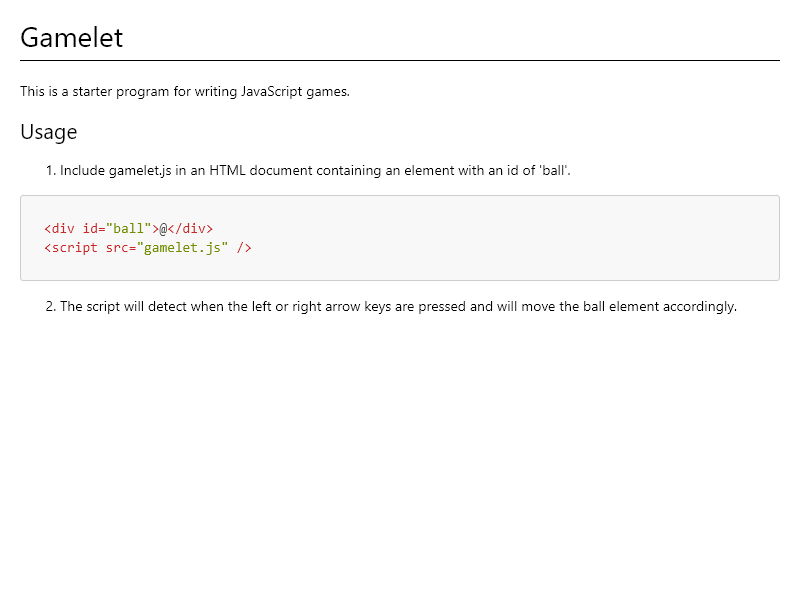 Gamelet
This is a starter program for writing JavaScript games.
Usage
1. Include gamelet.js in an HTML document containing an element with an id of 'ball'.
<div id="ball">@</div>
<script src="gamelet.js" />
2. The script will detect when the left or right arrow keys are pressed and will move the ball element accordingly.